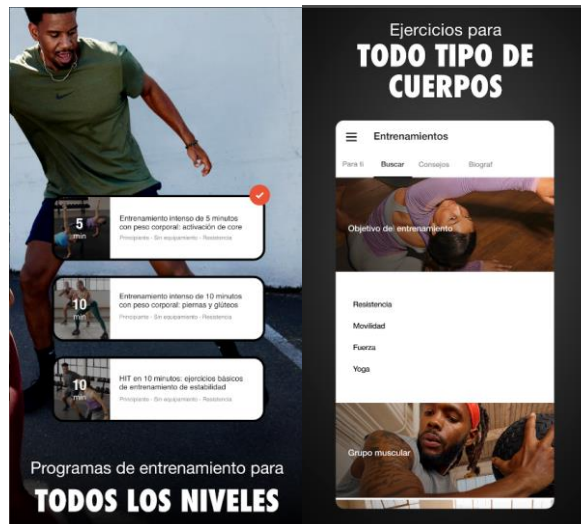 5
min
Entrenamiento intenso de 5 minutos
con peso corporal: activación de core
Principiante - Sin equipamiento - Resistencia
10
min
Entrenamiento intenso de 10 minutos
con peso corporal: piernas y glúteos
Principiante - Sin equipamiento - Resistencia
10
min
HIT en 10 minutos: ejercicios básicos
de entrenamiento de estabilidad
Principiante - Sin equipamiento - Resistencia
Programas de entrenamiento para
TODOS LOS NIVELES
Ejercicios para
TODO TIPO DE
CUERPOS
Entrenamientos
Para ti Buscar Consejos Biograf
Objetivo de entrenamiento
Resistencia
Movilidad
Fuerza
Yoga
Grupo muscular